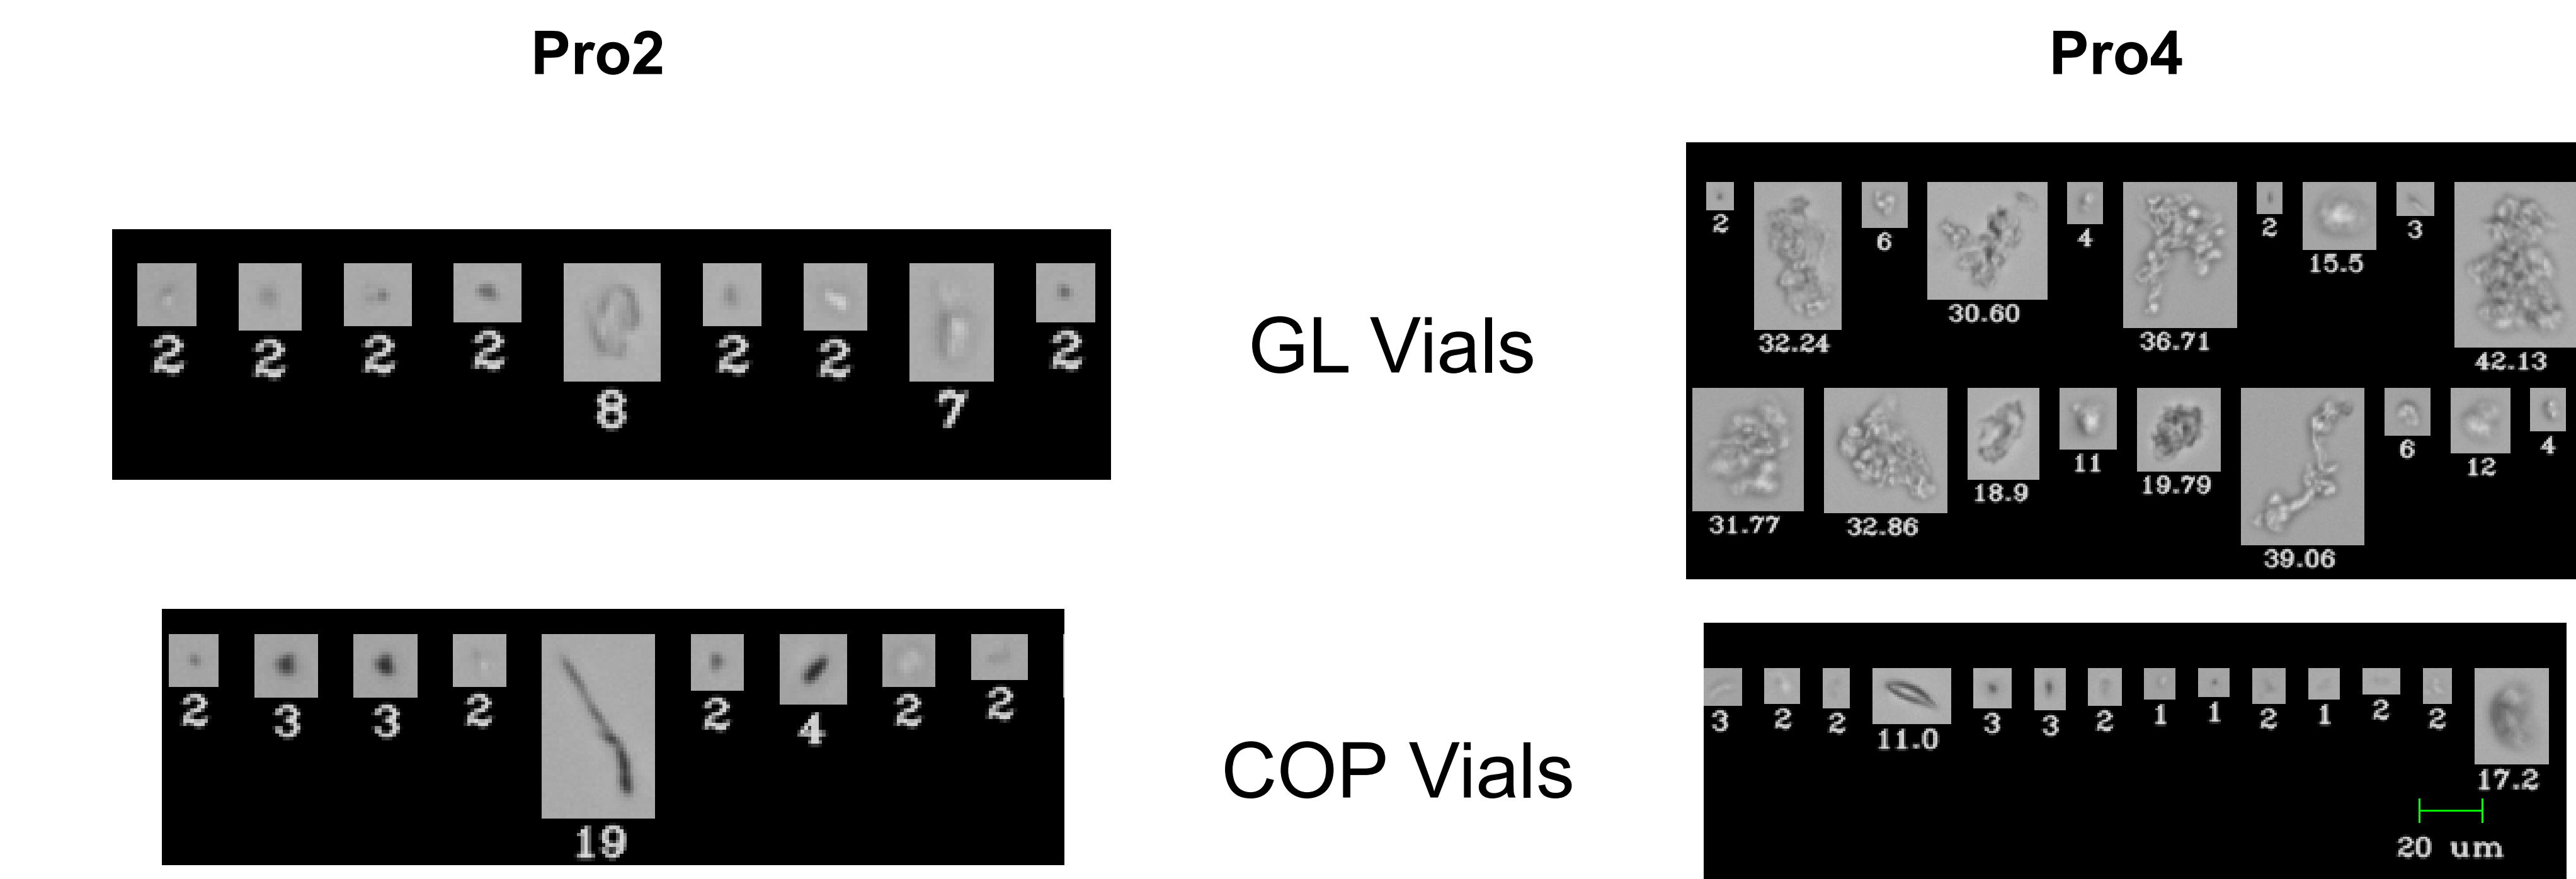 Pro2
Pro4
2 2 2 2 8 2 2 7 2
GL Vials
2 32.24 6 30.60 4 36.71 2 15.5 3 42.13
31.77 32.86 18.9 11 19.79 39.06 6 12 4
2 3 3 2 19 2 4 2 2
COP Vials
3 2 2 11.0 3 3 2 1 1 2 1 2 2 17.2
20 um